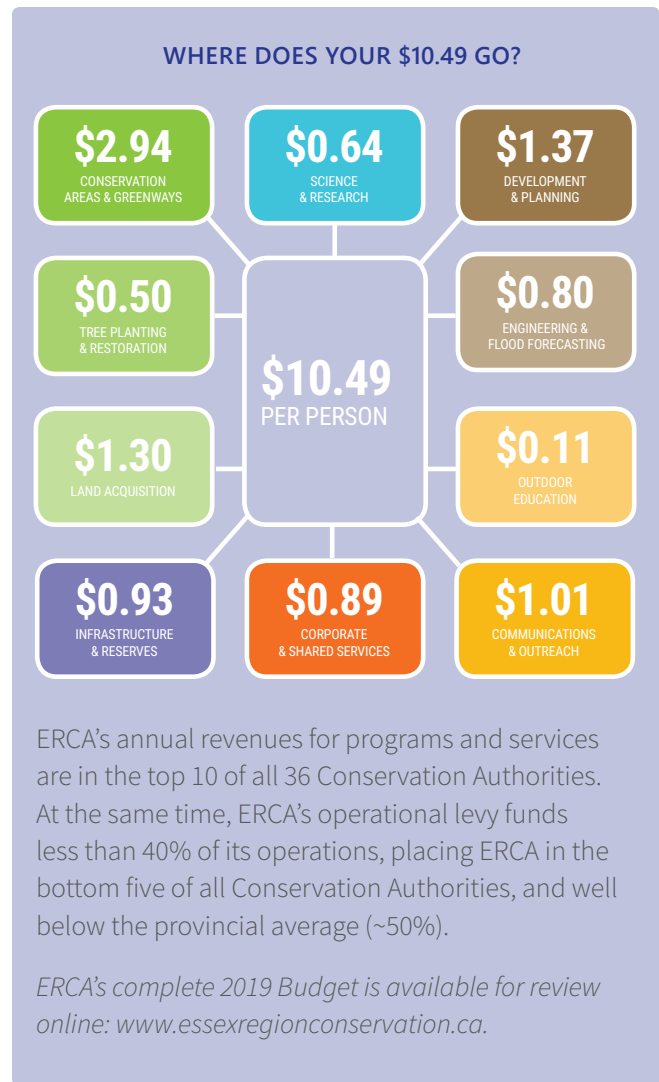 WHERE DOES YOUR $10.49 GO?
$2.94
CONSERVATION
AREAS & GREENWAYS
$0.64
SCIENCE
& RESEARCH
$1.37
DEVELOPMENT
& PLANNING
$0.50
TREE PLANTING
& RESTORATION
$10.49
PER PERSON
$0.80
ENGINEERING &
FLOOD FORECASTING
$1.30
LAND ACQUISITION
$0.11
OUTDOOR
EDUCATION
$0.93
INFRASTRUCTURE
& RESERVES
$0.89
CORPORATE
& SHARED SERVICES
$1.01
COMMUNICATIONS
& OUTREACH
ERCA's annual revenues for programs and services
are in the top 10 of all 36 Conservation Authorities.
At the same time, ERCA's operational levy funds
less than 40% of its operations, placing ERCA in the
bottom five of all Conservation Authorities, and well
below the provincial average (~50%).
ERCA's complete 2019 Budget is available for review
online: www.essexregionconservation.ca.